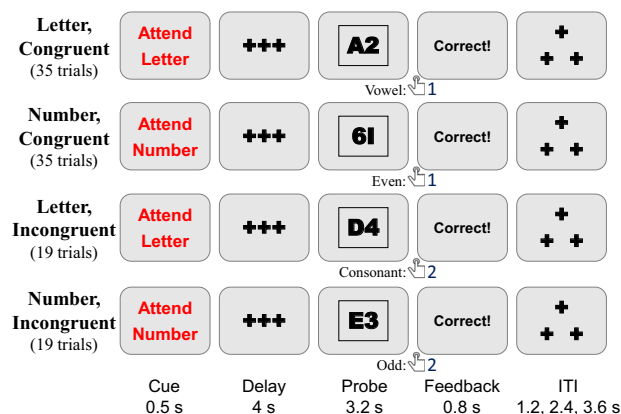 Letter,
Congruent
(35 trials)
Attend
Letter
+++
A2
Correct!
+
+ +
Vowel: 1
Number,
Congruent
(35 trials)
Attend
Number
+++
6I
Correct!
+
+ +
Even: 1
Letter,
Incongruent
(19 trials)
Attend
Letter
+++
D4
Correct!
+
+ +
Consonant: 2
Number,
Incongruent
(19 trials)
Attend
Number
+++
E3
Correct!
+
+ +
Odd: 2
Cue Delay Probe Feedback ITI
0.5 s 4 s 3.2 s 0.8 s 1.2, 2.4, 3.6 s